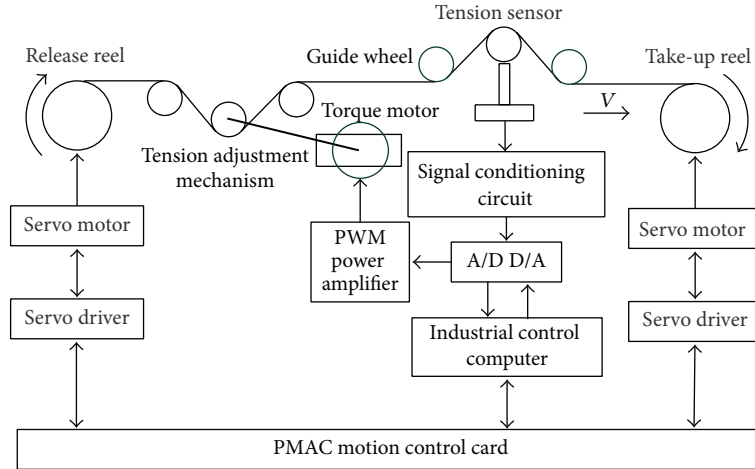 Tension sensor
Release reel
Guide wheel
Take-up reel
Torque motor
V
Tension adjustment
mechanism
Signal conditioning
circuit
Servo motor
PWM
power
amplifier
A/D D/A
Servo motor
Servo driver
Industrial control
computer
Servo driver
PMAC motion control card